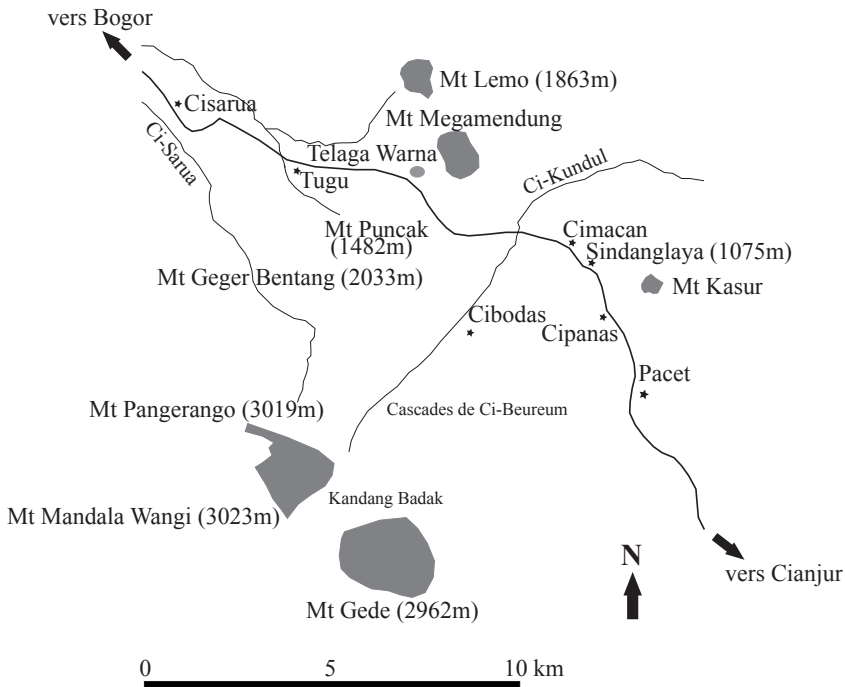 vers Bogor
Mt Lemo (1863m)
Cisarua
Mt Megamendung
Ci-Sarua
Telaga Warna
Tugu
Ci-Kundul
Mt Puncak
(1482m)
Cimacan
Sindanglaya (1075m)
Mt Geger Bentang (2033m)
Mt Kasur
Cibodas
Cipanas
Pacet
Mt Pangerango (3019m)
Cascades de Ci-Beureum
Kandang Badak
Mt Mandala Wangi (3023m)
N
vers Cianjur
Mt Gede (2962m)
0 5 10 km